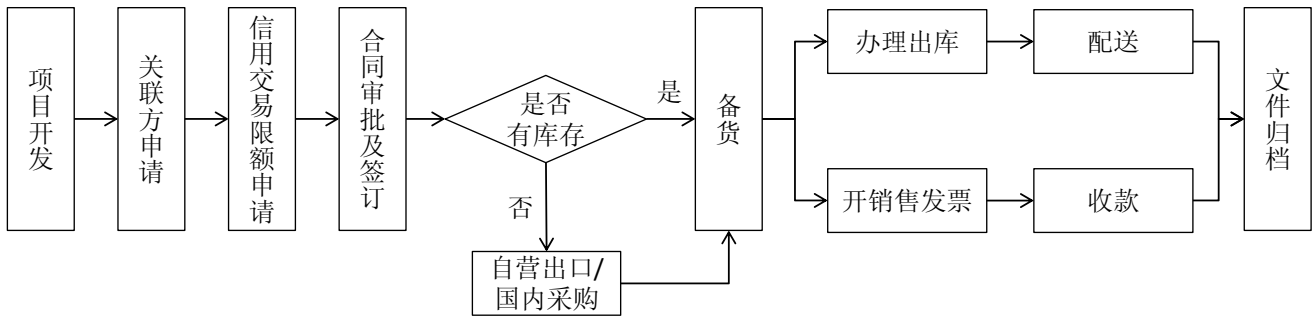 项目开发
关联方申请
信用交易限额申请
合同审批及签订
是否
有库存
是
否
自营出口/
国内采购
备货
办理出库
配送
开销售发票
收款
文件归档